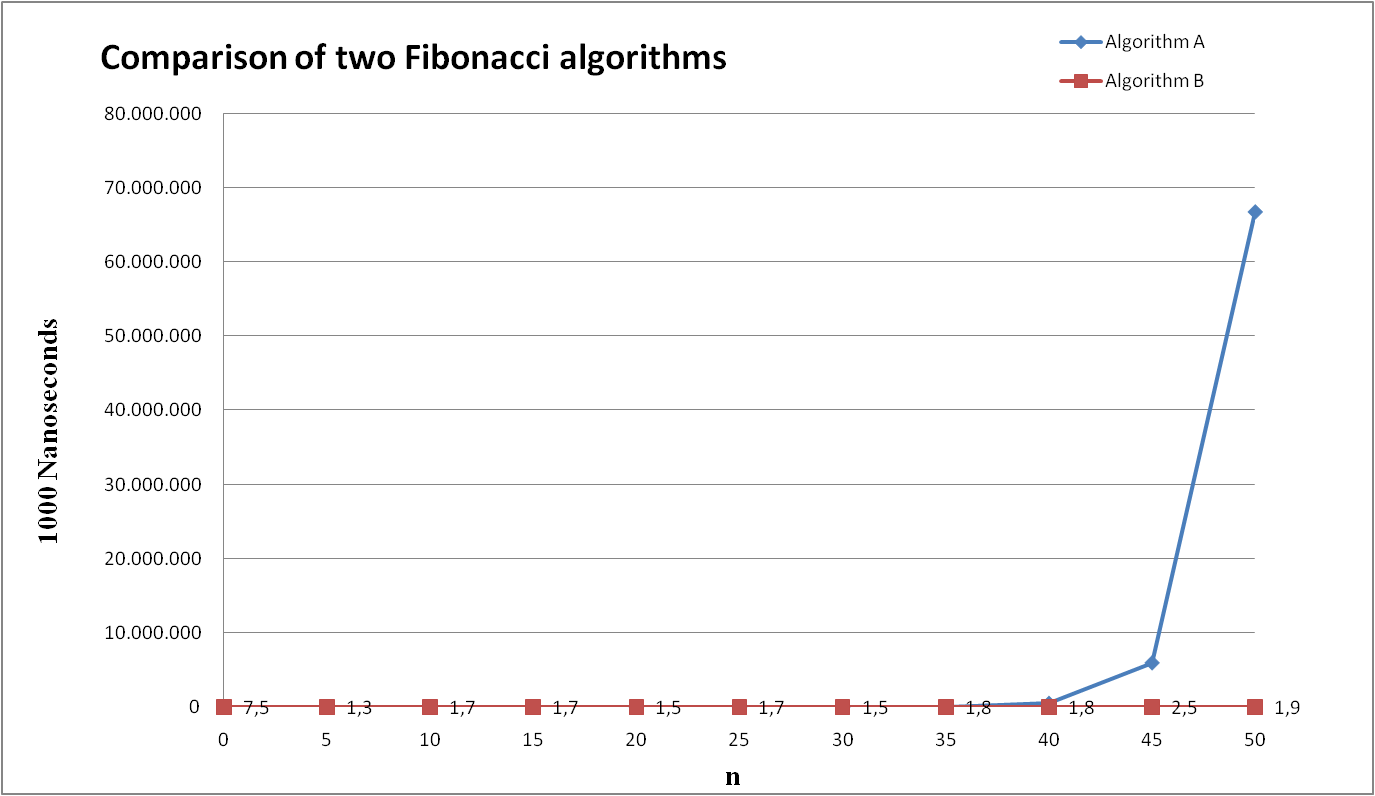 Comparison of two Fibonacci algorithms
Algorithm A
Algorithm B
80.000.000
70.000.000
60.000.000
50.000.000
40.000.000
30.000.000
20.000.000
10.000.000
0
1000 Nanoseconds
7,5 1,3 1,7 1,7 1,5 1,7 1,5 1,8 1,8 2,5 1,9
0 5 10 15 20 25 30 35 40 45 50
n